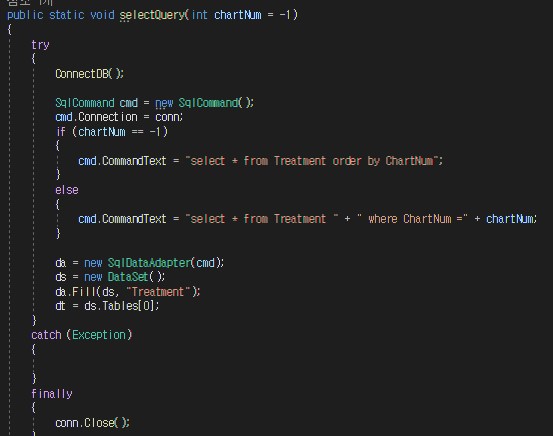 public static void selectQuery(int chartNum = -1)
{
try
{
ConnectDB();
SqlCommand cmd = new SqlCommand();
cmd.Connection = conn;
if (chartNum == -1)
{
cmd.CommandText = "select * from Treatment order by ChartNum";
}
else
{
cmd.CommandText = "select * from Treatment " + " where ChartNum =" + chartNum;
}
da = new SqlDataAdapter(cmd);
ds = new DataSet();
da.Fill(ds, "Treatment");
dt = ds.Tables[0];
}
catch (Exception)
{
}
finally
{
conn.Close();
}